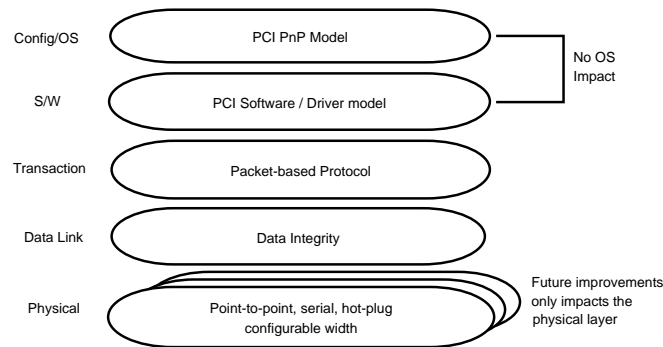 Config/OS
PCI PnP Model
No OS
Impact
S/W
PCI Software / Driver model
Transaction
Packet-based Protocol
Data Link
Data Integrity
Physical
Point-to-point, serial, hot-plug
configurable width
Future improvements
only impacts the
physical layer